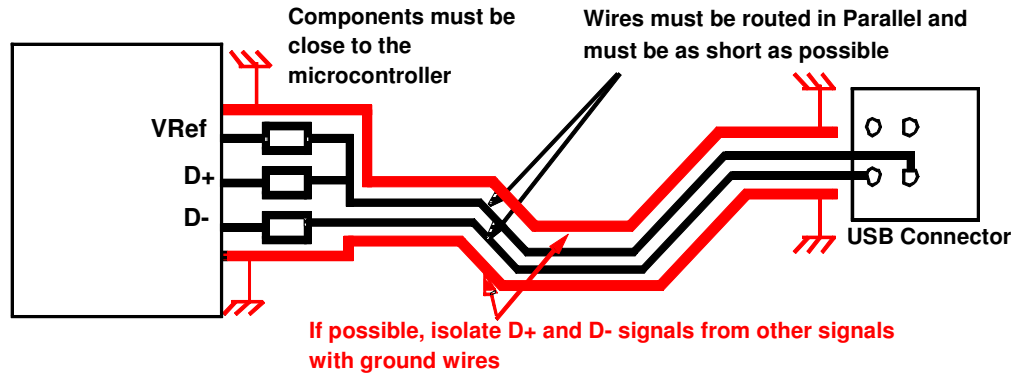 Components must be
close to the
microcontroller
Wires must be routed in Parallel and
must be as short as possible
VRef
D+
D-
USB Connector
If possible, isolate D+ and D- signals from other signals
with ground wires